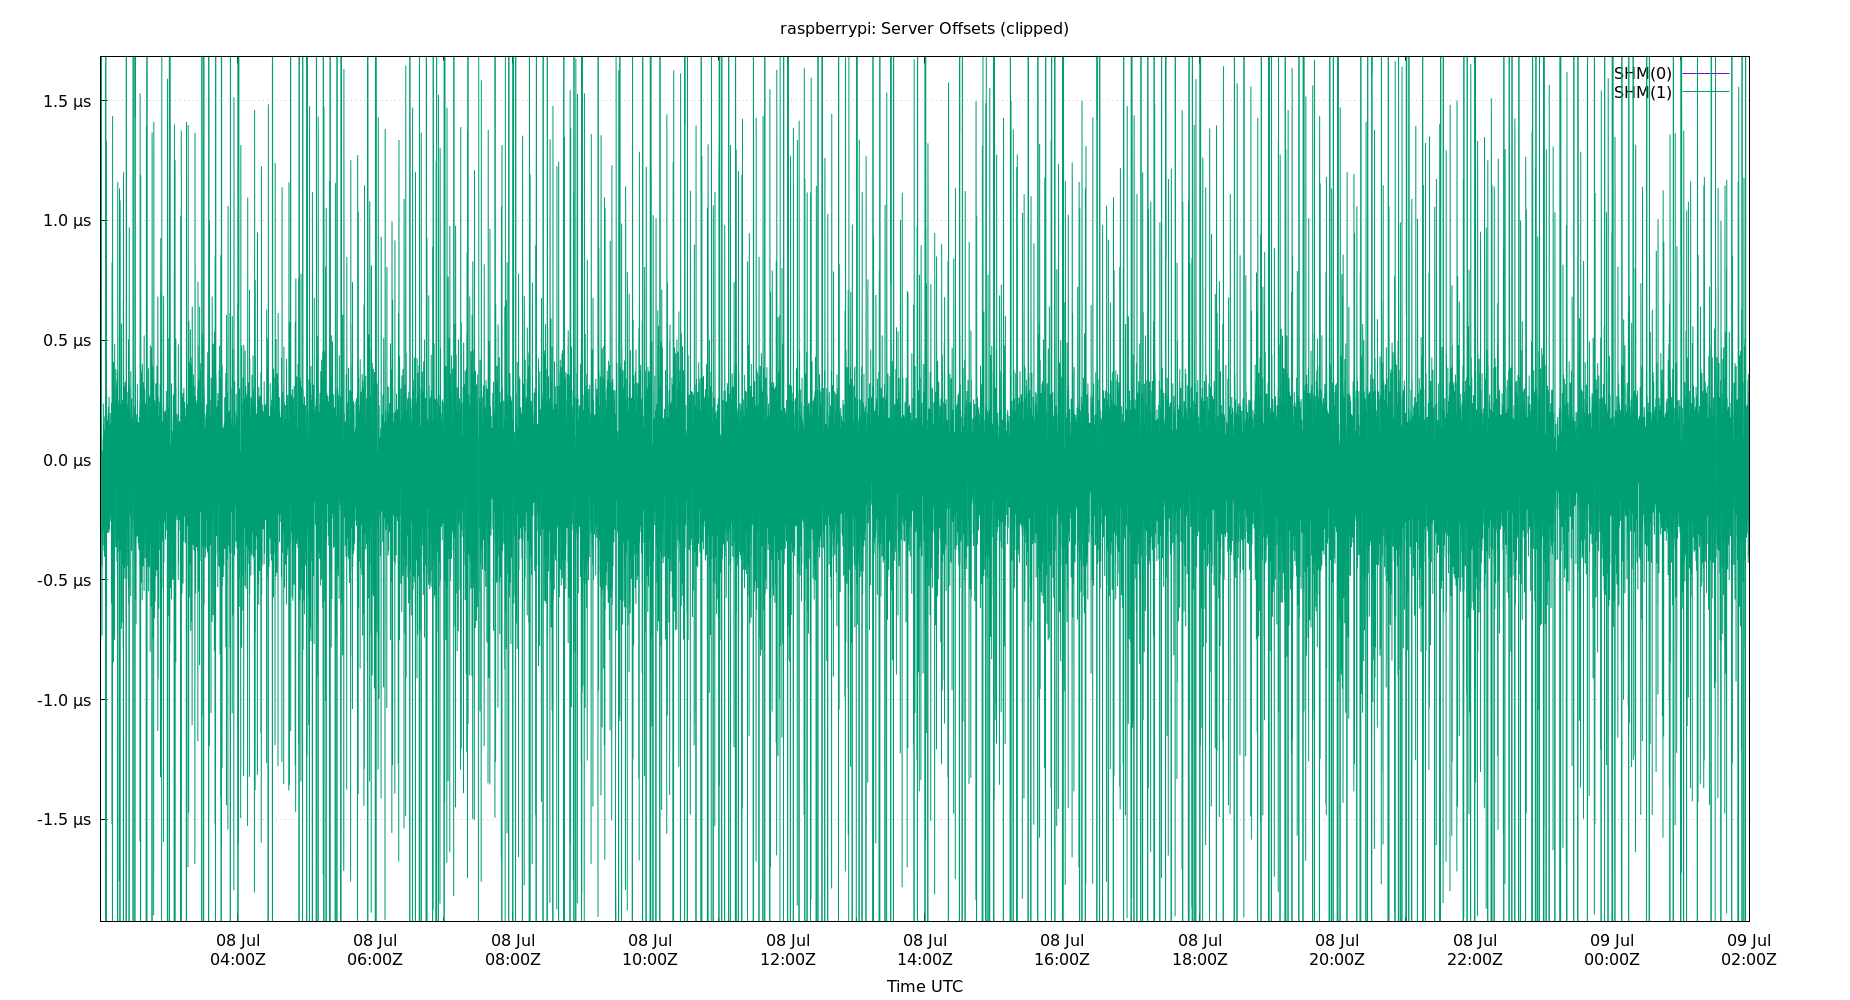 raspberrypi: Server Offsets (clipped)
SHM(0)
SHM(1)
1.5 µs
1.0 µs
0.5 µs
0.0 µs
-0.5 µs
-1.0 µs
-1.5 µs
08 Jul 08 Jul 08 Jul 08 Jul 08 Jul 08 Jul 08 Jul 08 Jul 08 Jul 08 Jul 09 Jul 09 Jul
04:00Z 06:00Z 08:00Z 10:00Z 12:00Z 14:00Z 16:00Z 18:00Z 20:00Z 22:00Z 00:00Z 02:00Z
Time UTC